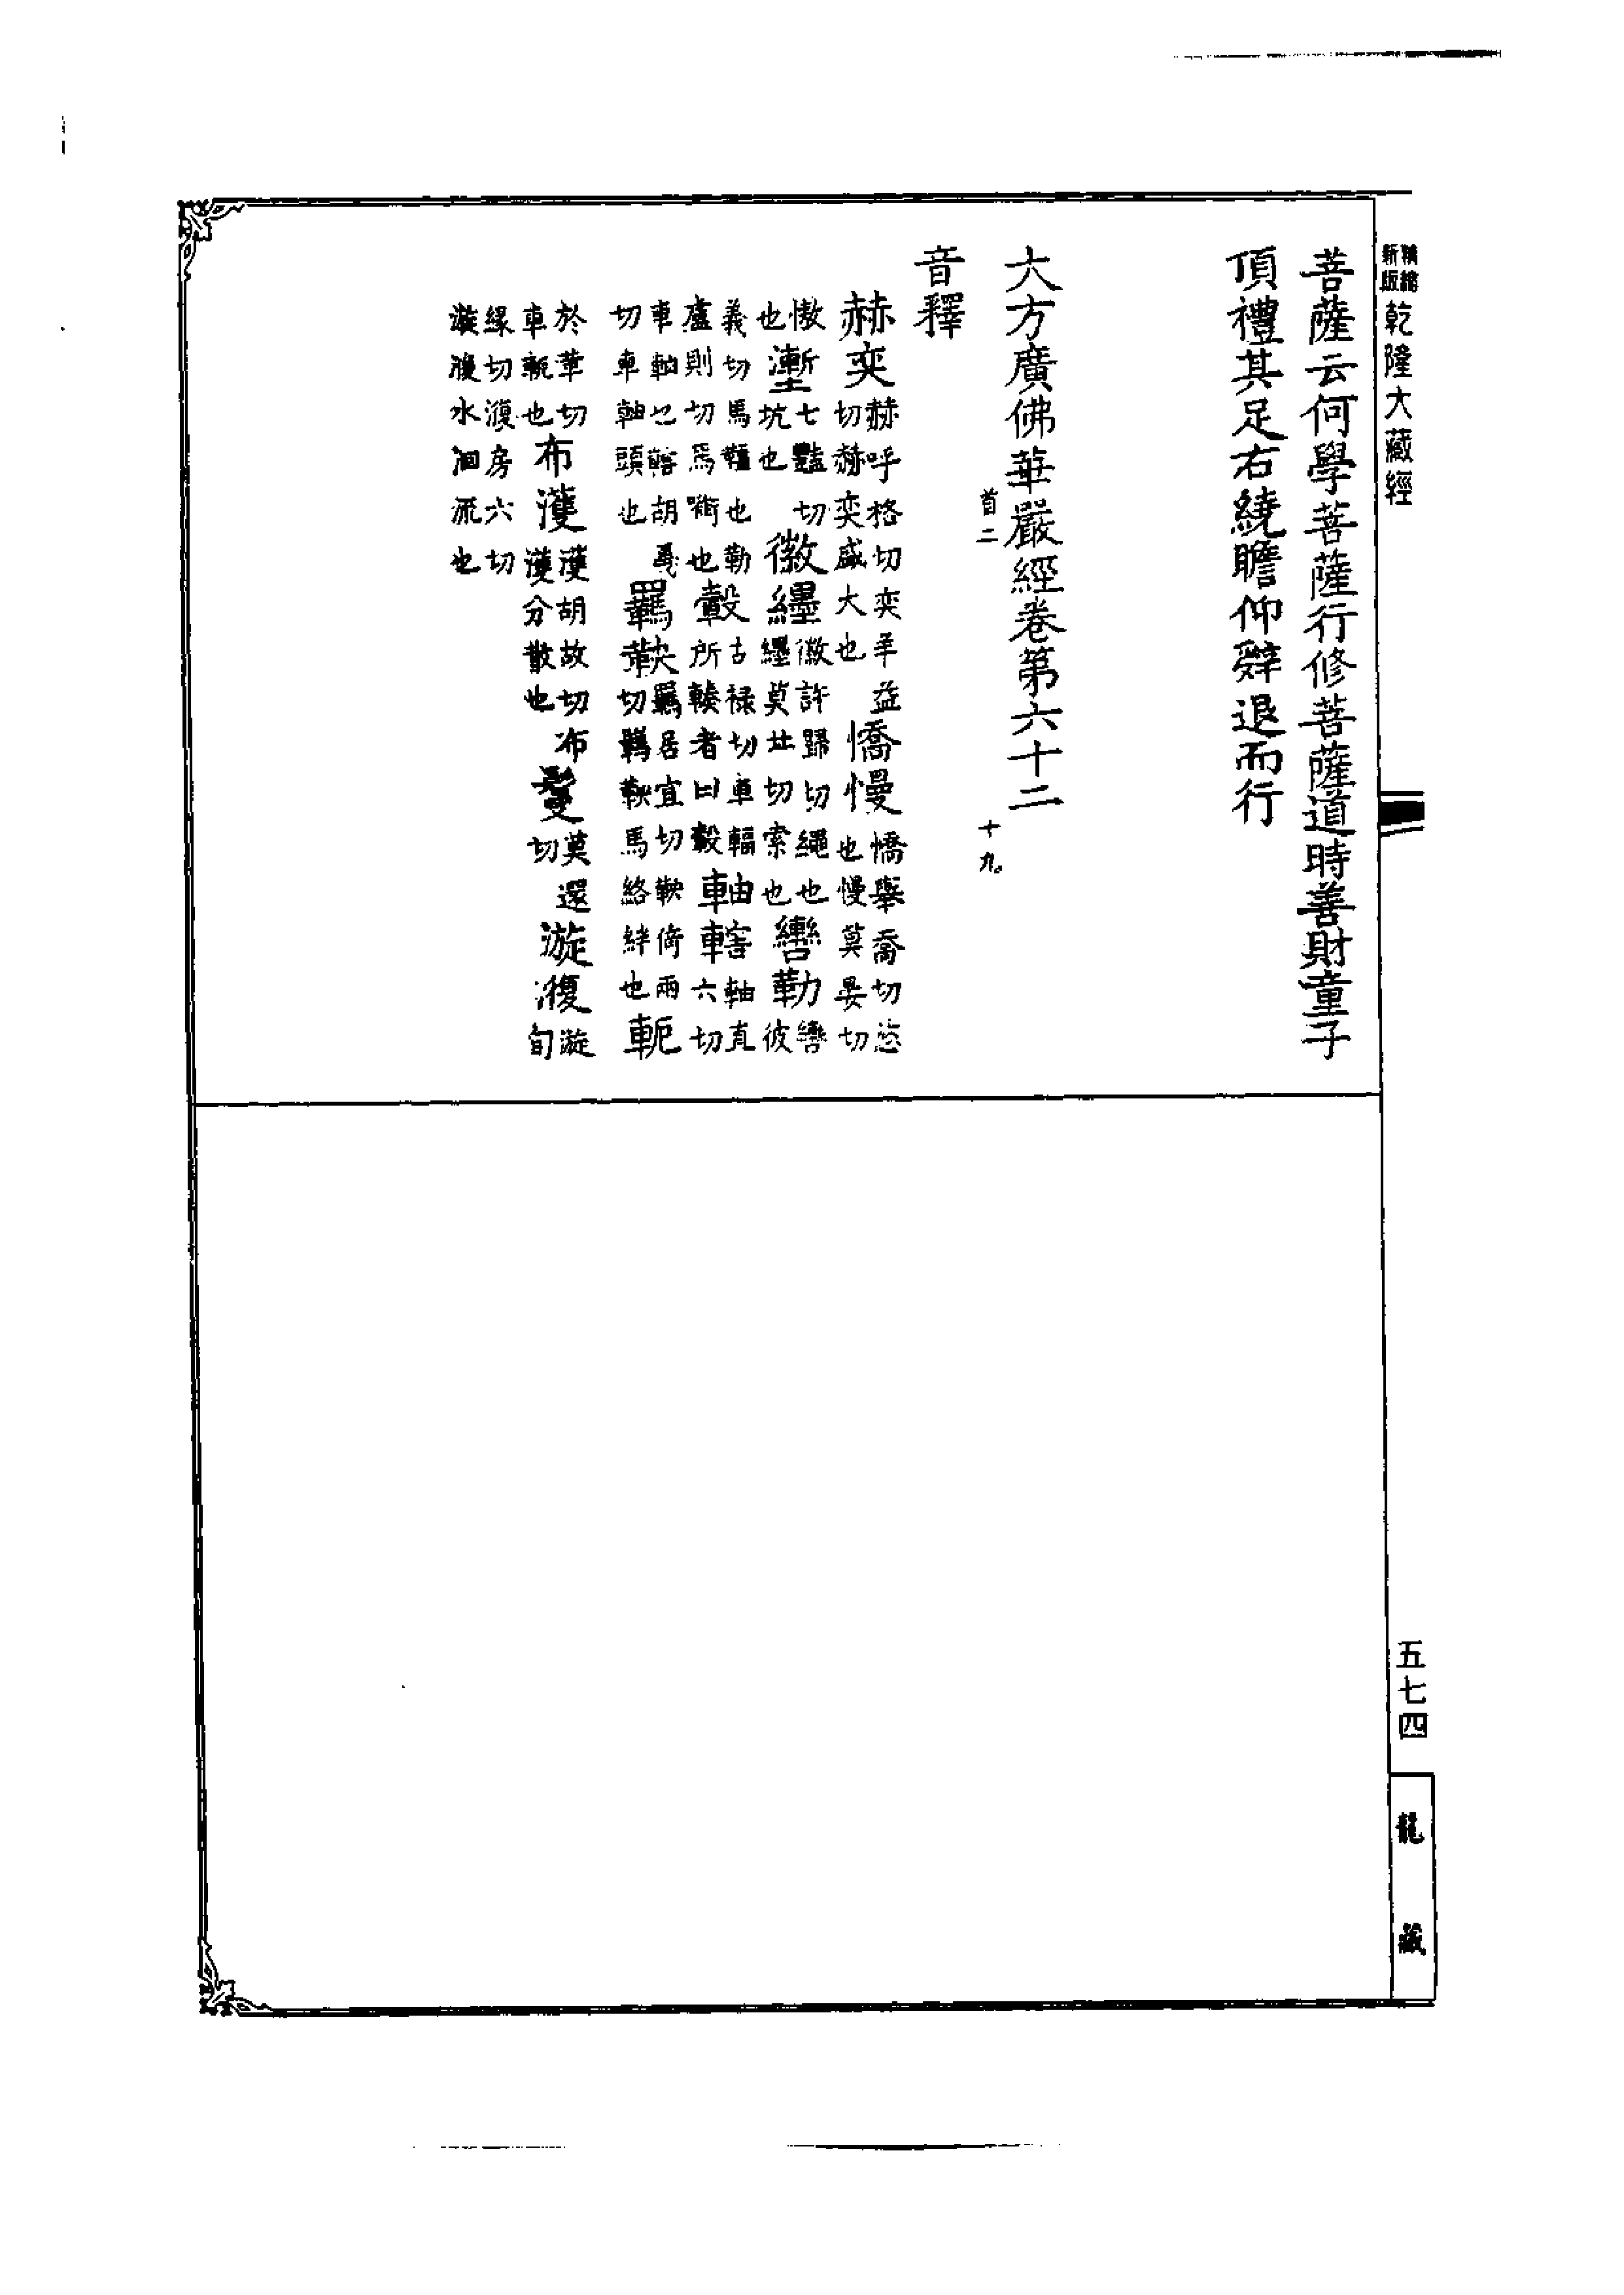 精縮新版乾隆大藏經
菩薩云何學菩薩行修菩薩道時善財童子
頂禮其足右繞瞻仰辭退而行
大方廣佛華嚴經卷第六十二
首二 十九
音釋
赫奕赫呼格切奕羊益切赫奕盛大也憍慢憍舉喬切恣也慢莫晏切
慠也塹七豔切坑也徽纆徽許歸切繩也纆莫北切索也轡勒轡彼
義切馬韁也勒盧則切馬銜也轂古祿切車輻所輳者曰轂軸轄軸直六切
車軸也轄胡戛切車軸頭也羈鞅羈居宜切鞅倚兩切羈鞅馬絡絆也軛
於革切車軛也布濩濩胡故切布濩分散也鬘莫還切漩澓漩旬
緣切澓房六切漩澓水洄流也
五七四
龍藏